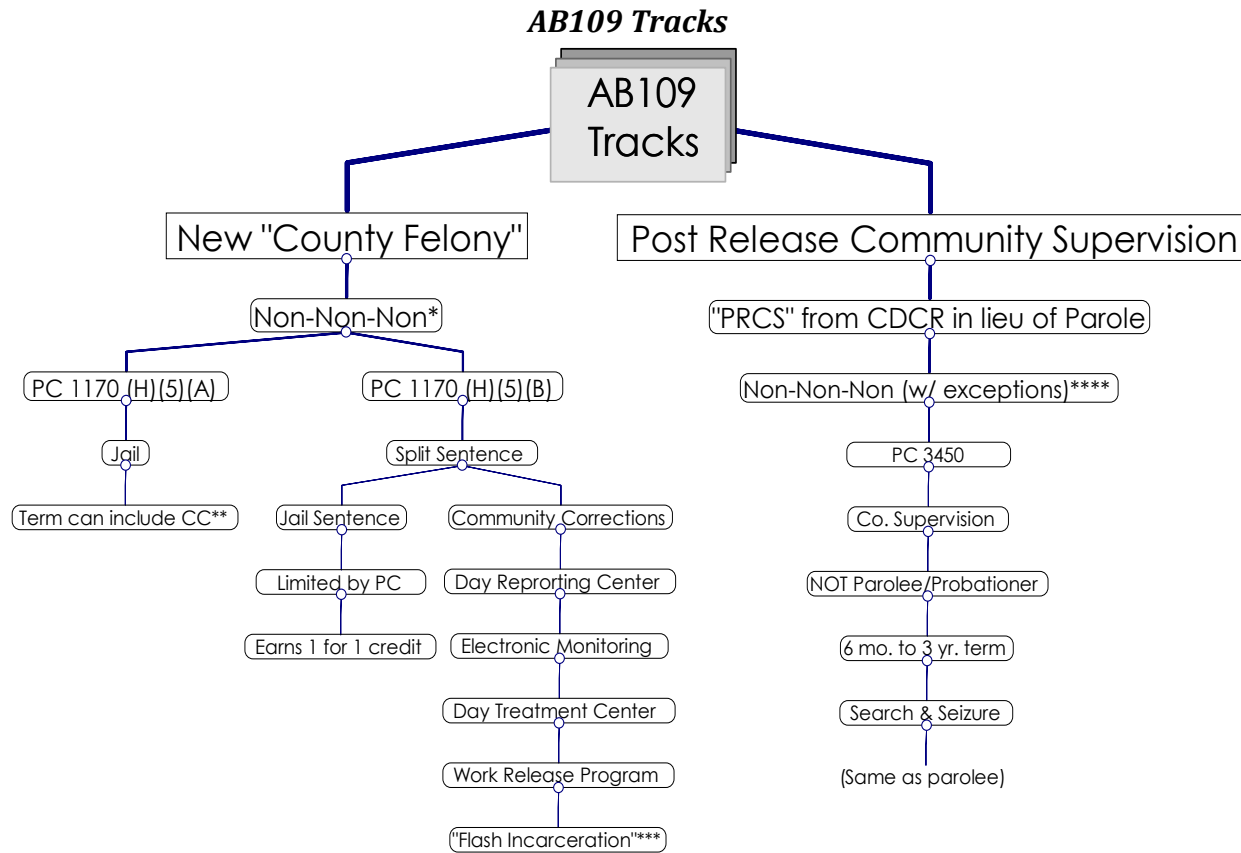 AB109 Tracks
AB109
Tracks
New "County Felony"
Post Release Community Supervision
Non-Non-Non*
"PRCS" from CDCR in lieu of Parole
PC 1170 (H)(5)(A)
PC 1170 (H)(5)(B)
Non-Non-Non (w/ exceptions)****
Jail
Split Sentence
PC 3450
Term can include CC**
Jail Sentence
Community Corrections
Co. Supervision
Limited by PC
Day Reprorting Center
NOT Parolee/Probationer
Earns 1 for 1 credit
Electronic Monitoring
6 mo. to 3 yr. term
Day Treatment Center
Search & Seizure
Work Release Program
(Same as parolee)
"Flash Incarceration"***